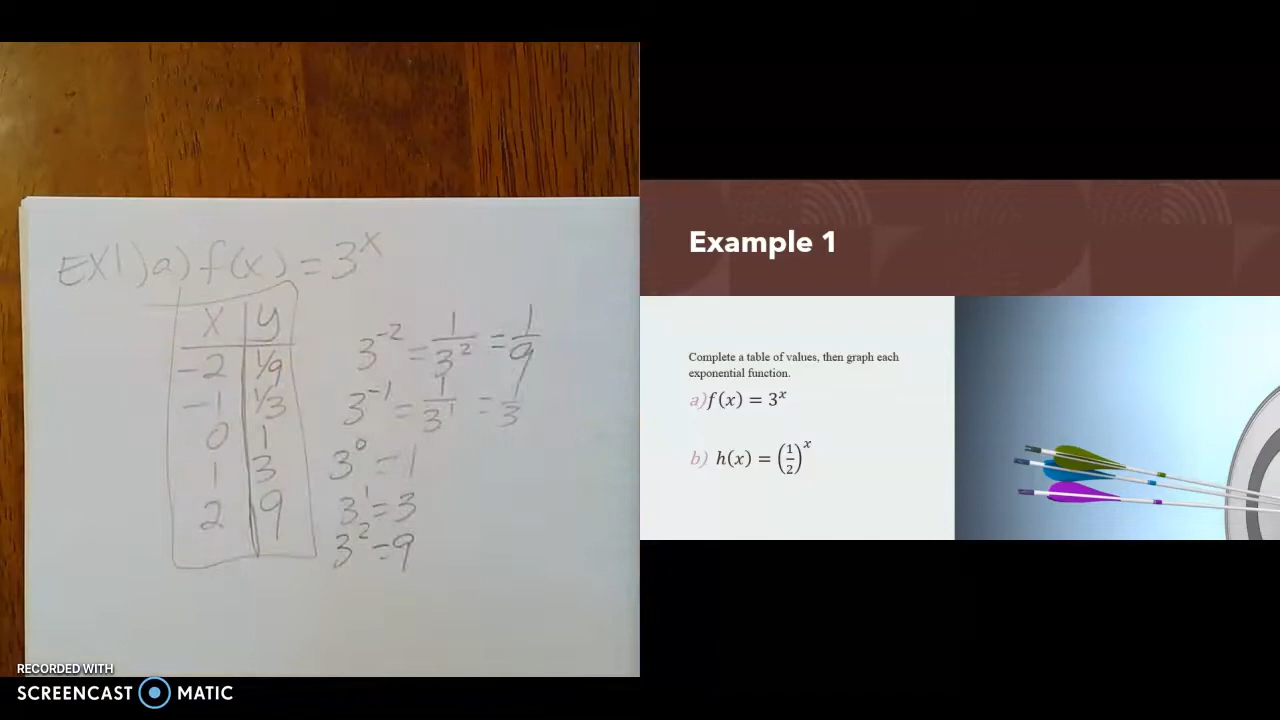 EX1) a) f(x) = 3^x
x | y
-2 | 1/9
-1 | 1/3
0 | 1
1 | 3
2 | 9
3^-2 = 1/3^2 = 1/9
3^-1 = 1/3^1 = 1/3
3^0 = 1
3^1 = 3
3^2 = 9
RECORDED WITH
SCREENCAST MATIC
Example 1
Complete a table of values, then graph each
exponential function.
a) f(x) = 3^x
b) h(x) = (1/2)^x